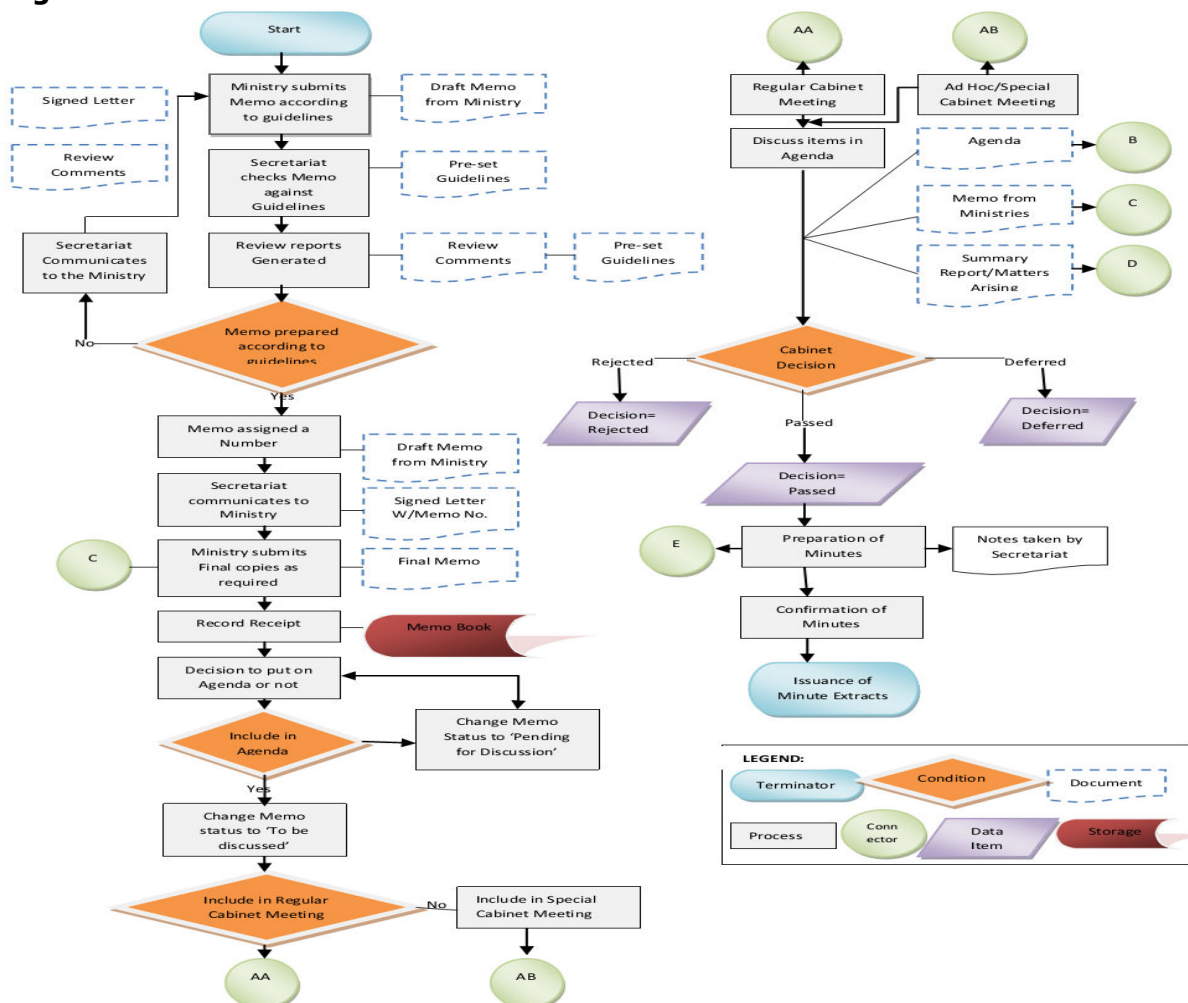 Start
Ministry submits
Memo according
to guidelines
Draft Memo
from Ministry
Signed Letter
Review
Comments
Secretariat
checks Memo
against
Guidelines
Pre-set
Guidelines
Secretariat
Communicates
to the Ministry
Review reports
Generated
Review
Comments
Pre-set
Guidelines
No
Memo prepared
according to
guidelines
Yes
Memo assigned a
Number
Draft Memo
from Ministry
Secretariat
communicates to
Ministry
Signed Letter
W/Memo No.
C
Ministry submits
Final copies as
required
Final Memo
Record Receipt
Memo Book
Decision to put on
Agenda or not
Include in
Agenda
Change Memo
Status to ‘Pending
for Discussion’
Yes
Change Memo
status to ‘To be
discussed’
Include in Regular
Cabinet Meeting
No
Include in Special
Cabinet Meeting
AA
AB
AA
AB
Regular Cabinet
Meeting
Ad Hoc/Special
Cabinet Meeting
Discuss items in
Agenda
Agenda
B
Memo from
Ministries
C
Summary
Report/Matters
Arising
D
Cabinet
Decision
Rejected
Deferred
Decision=
Rejected
Decision=
Deferred
Passed
Decision=
Passed
E
Preparation of
Minutes
Notes taken by
Secretariat
Confirmation of
Minutes
Issuance of
Minute Extracts
LEGEND:
Terminator
Condition
Document
Process
Conn
ector
Data
Item
Storage